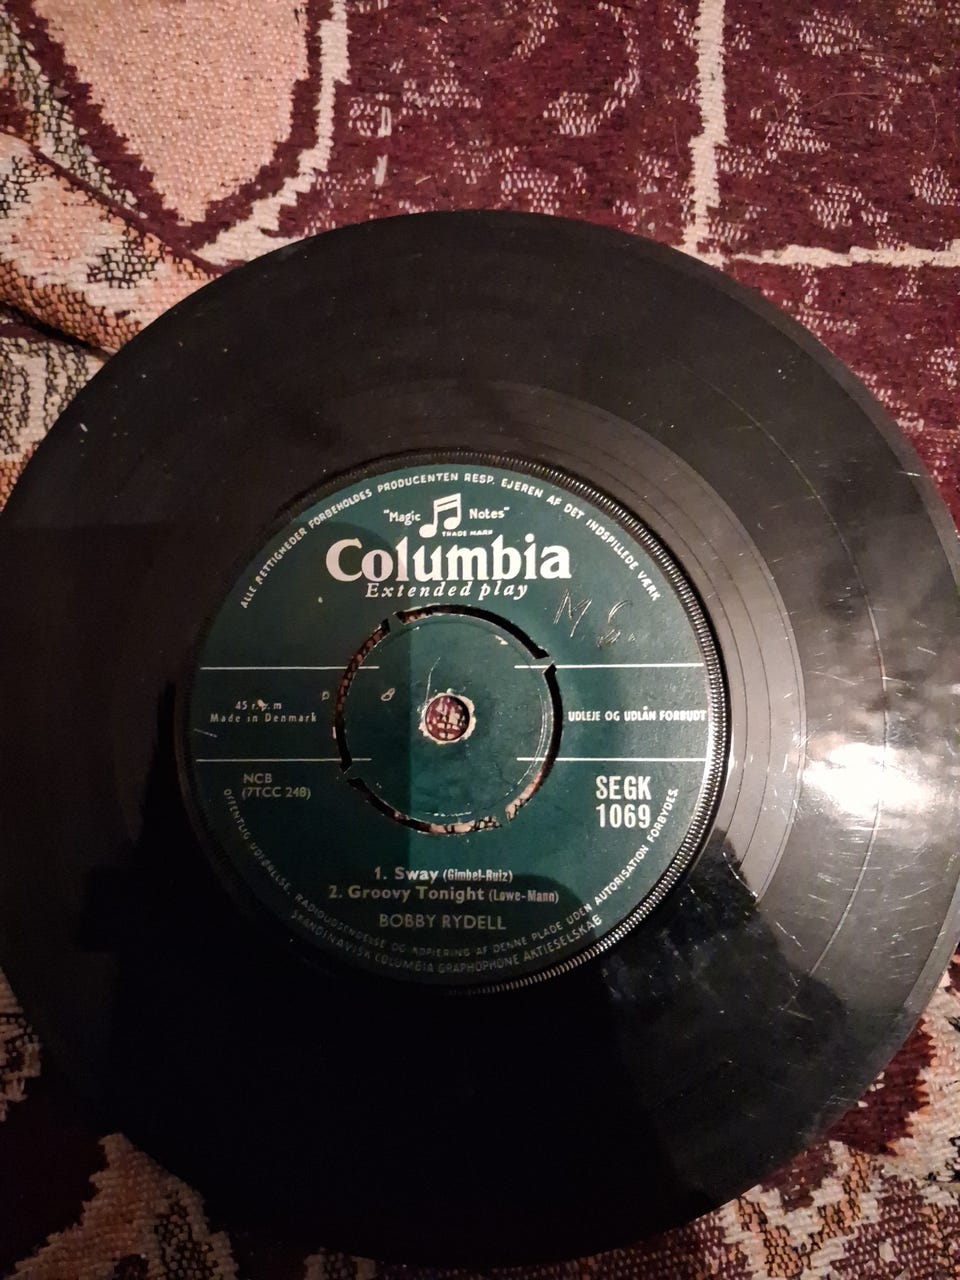 ALLE RETTIGHEDER FORBEHOLDES PRODUCENTEN RESP. EJEREN AF DET INDSPILLEDE VÆRK
"Magic Notes"
TRADE MARK
Columbia
Extended play
M. C.
45 r.p.m
Made in Denmark
UDLEJE OG UDLÅN FORBUDT
NCB
(7TCC 248)
SEGK
1069
1. Sway (Gimbel-Ruiz)
2. Groovy Tonight (Lowe-Mann)
BOBBY RYDELL
OFFENTLIG UDFØRELSE, RADIOUDSENDELSE OG KOPIERING AF DENNE PLADE UDEN AUTORISATION FORBYDES
SKANDINAVISK COLUMBIA GRAPHOPHONE AKTIESELSKAB